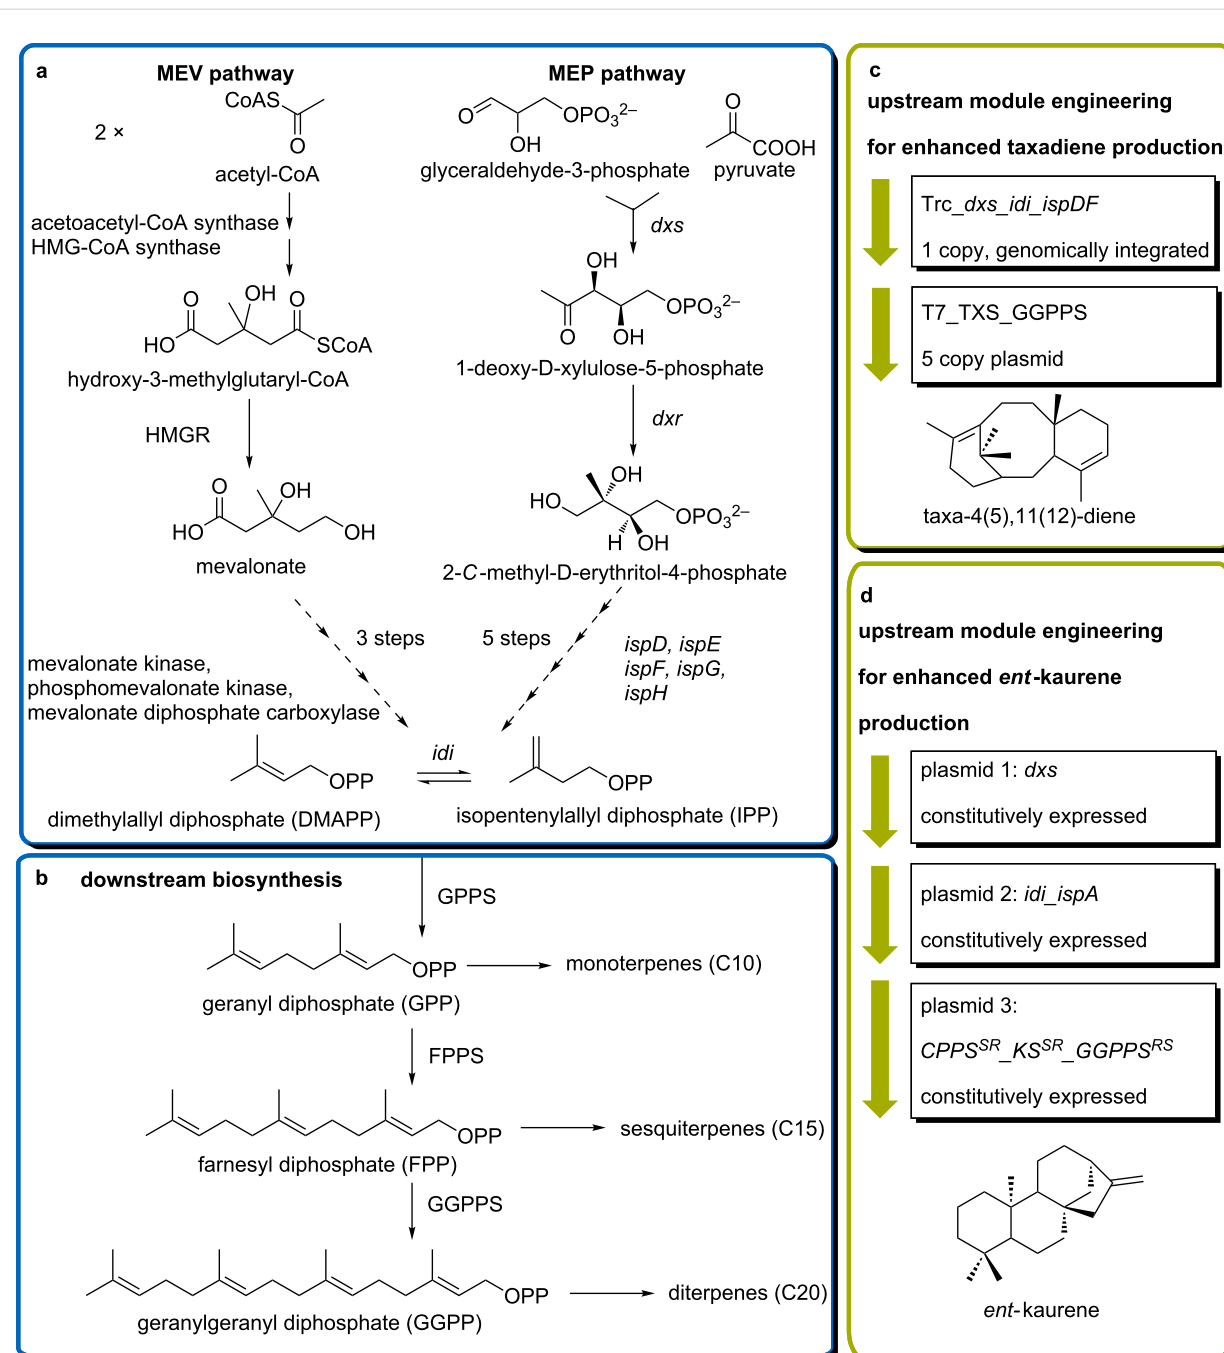 a
MEV pathway
MEP pathway
CoAS
O
2 ×
acetyl-CoA
O
OPO₃²⁻
OH
glyceraldehyde-3-phosphate
O
COOH
pyruvate
acetoacetyl-CoA synthase
HMG-CoA synthase
dxs
O
OH
O
HO
SCoA
hydroxy-3-methylglutaryl-CoA
OH
OPO₃²⁻
O
OH
1-deoxy-D-xylulose-5-phosphate
HMGR
dxr
O
OH
HO
OH
mevalonate
OH
HO
OPO₃²⁻
H
OH
2-C-methyl-D-erythritol-4-phosphate
3 steps
5 steps
ispD, ispE
ispF, ispG,
ispH
mevalonate kinase,
phosphomevalonate kinase,
mevalonate diphosphate carboxylase
idi
OPP
OPP
dimethylallyl diphosphate (DMAPP)
isopentenylallyl diphosphate (IPP)
b
downstream biosynthesis
GPPS
OPP
monoterpenes (C10)
geranyl diphosphate (GPP)
FPPS
OPP
sesquiterpenes (C15)
farnesyl diphosphate (FPP)
GGPPS
OPP
diterpenes (C20)
geranylgeranyl diphosphate (GGPP)
c
upstream module engineering
for enhanced taxadiene production
Trc_dxs_idi_ispDF
1 copy, genomically integrated
T7_TXS_GGPPS
5 copy plasmid
taxa-4(5),11(12)-diene
d
upstream module engineering
for enhanced ent-kaurene
production
plasmid 1: dxs
constitutively expressed
plasmid 2: idi_ispA
constitutively expressed
plasmid 3:
CPPS^SR_KS^SR_GGPPS^RS
constitutively expressed
ent-kaurene